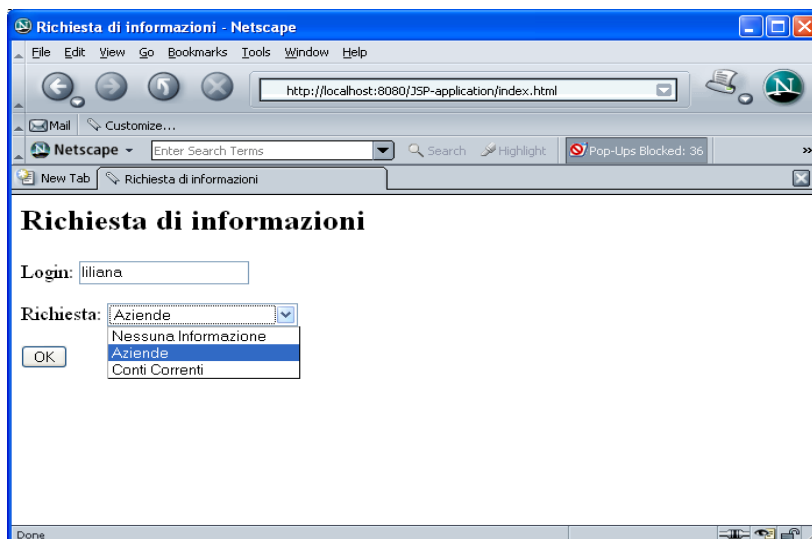 Richiesta di informazioni - Netscape
File Edit View Go Bookmarks Tools Window Help
http://localhost:8080/JSP-application/index.html
Mail Customize...
Netscape Enter Search Terms Search Highlight Pop-Ups Blocked: 36 »
New Tab Richiesta di informazioni
Richiesta di informazioni
Login: liliana
Richiesta: Aziende
Nessuna Informazione
OK Aziende
Conti Correnti
Done